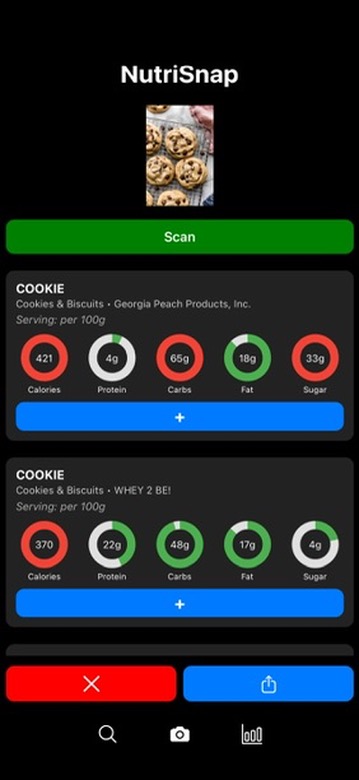 NutriSnap
Scan
COOKIE
Cookies & Biscuits • Georgia Peach Products, Inc.
Serving: per 100g
421 4g 65g 18g 33g
Calories Protein Carbs Fat Sugar
+
COOKIE
Cookies & Biscuits • WHEY 2 BE!
Serving: per 100g
370 22g 48g 17g 4g
Calories Protein Carbs Fat Sugar
+